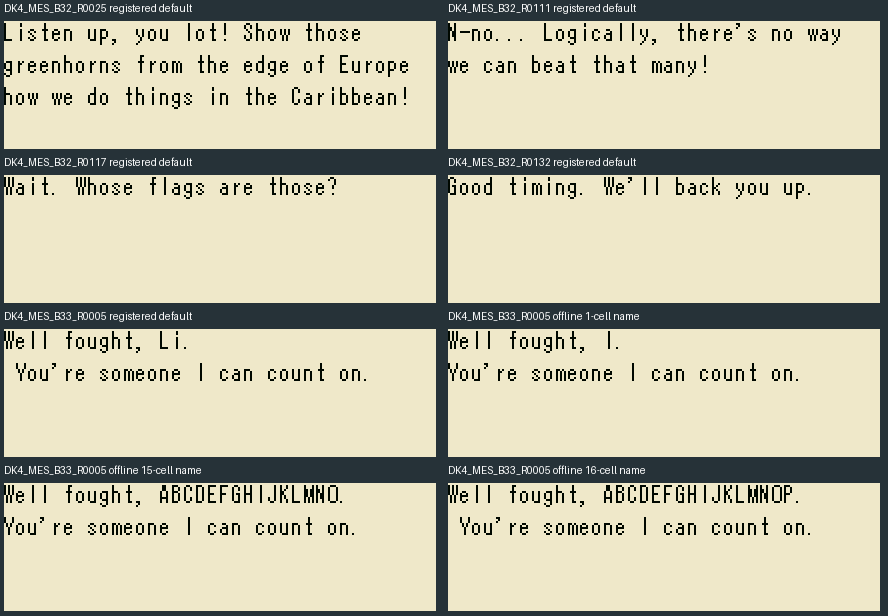 DK4_MES_B32_R0025 registered default
Listen up, you lot! Show those
greenhorns from the edge of Europe
how we do things in the Caribbean!
DK4_MES_B32_R0111 registered default
N-no... Logically, there's no way
we can beat that many!
DK4_MES_B32_R0117 registered default
Wait. Whose flags are those?
DK4_MES_B32_R0132 registered default
Good timing. We'll back you up.
DK4_MES_B33_R0005 registered default
Well fought, Li.
You're someone I can count on.
DK4_MES_B33_R0005 offline 1-cell name
Well fought, I.
You're someone I can count on.
DK4_MES_B33_R0005 offline 15-cell name
Well fought, ABCDEFGHIJKLMNO.
You're someone I can count on.
DK4_MES_B33_R0005 offline 16-cell name
Well fought, ABCDEFGHIJKLMNOP.
You're someone I can count on.